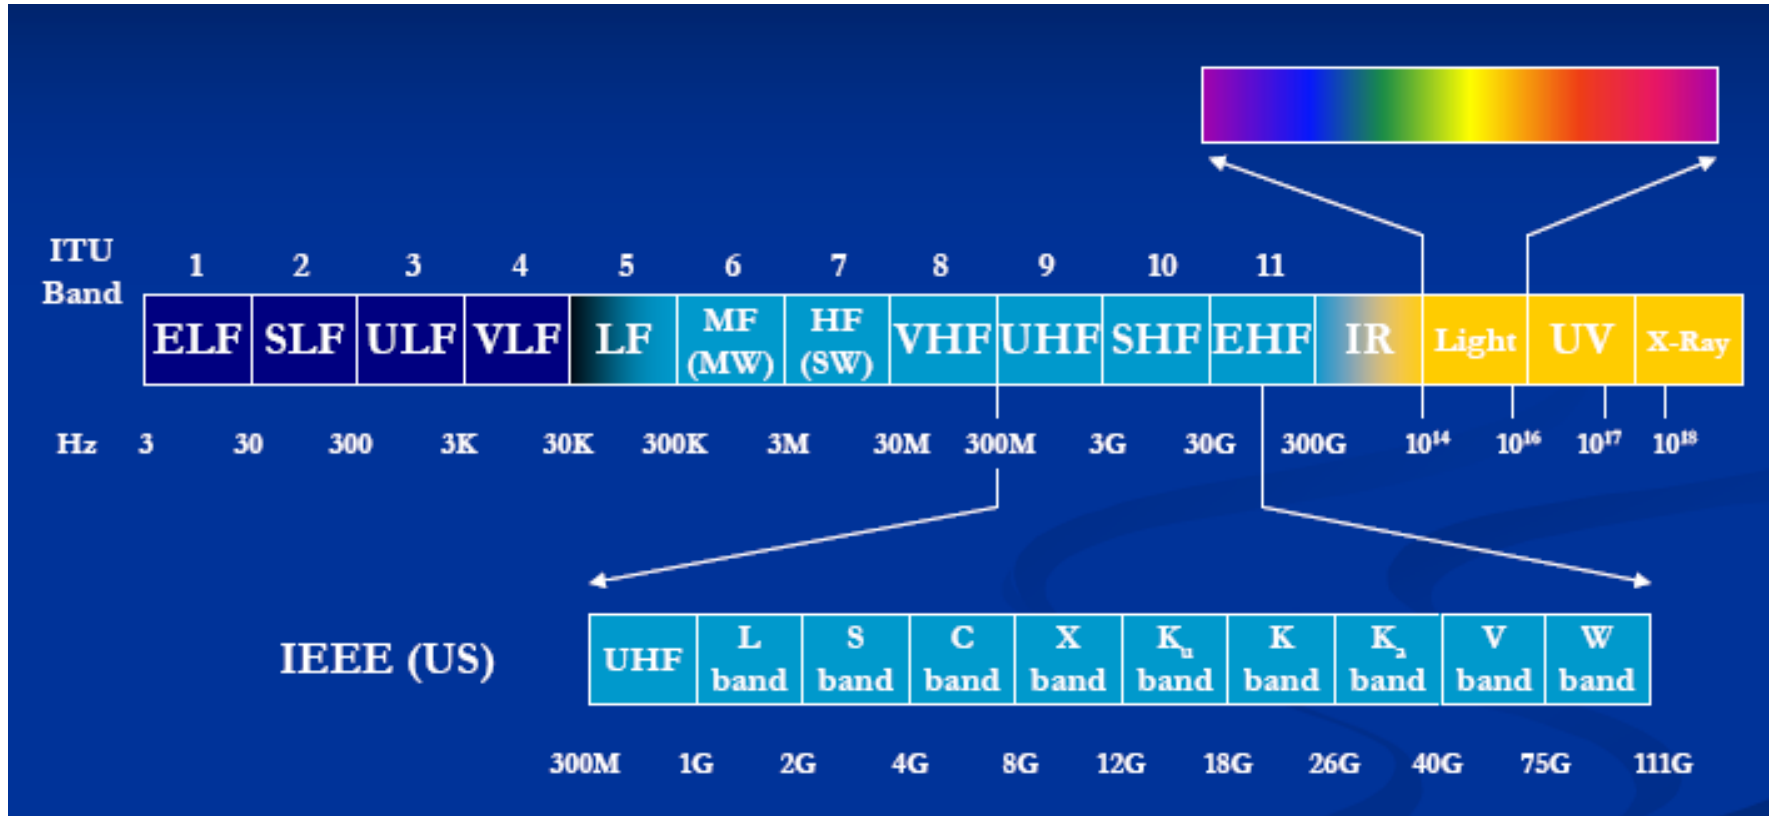 ITU
Band
1 2 3 4 5 6 7 8 9 10 11
ELF SLF ULF VLF LF MF (MW) HF (SW) VHF UHF SHF EHF IR Light UV X-Ray
Hz 3 30 300 3K 30K 300K 3M 30M 300M 3G 30G 300G 10¹⁴ 10¹⁶ 10¹⁷ 10¹⁸
IEEE (US)
UHF L band S band C band X band Kᵤ band K band Kₐ band V band W band
300M 1G 2G 4G 8G 12G 18G 26G 40G 75G 111G